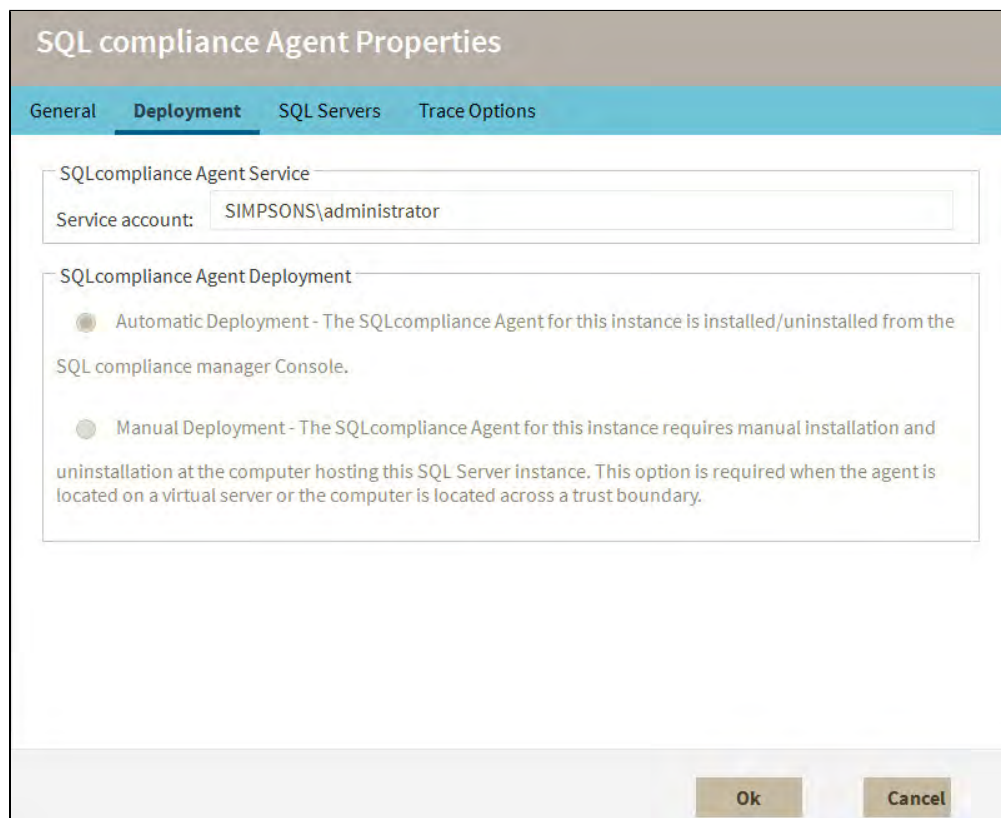 SQL compliance Agent Properties
General Deployment SQL Servers Trace Options
SQLcompliance Agent Service
Service account: SIMPSONS\administrator
SQLcompliance Agent Deployment
Automatic Deployment - The SQLcompliance Agent for this instance is installed/uninstalled from the
SQL compliance manager Console.
Manual Deployment - The SQLcompliance Agent for this instance requires manual installation and
uninstallation at the computer hosting this SQL Server instance. This option is required when the agent is
located on a virtual server or the computer is located across a trust boundary.
Ok Cancel